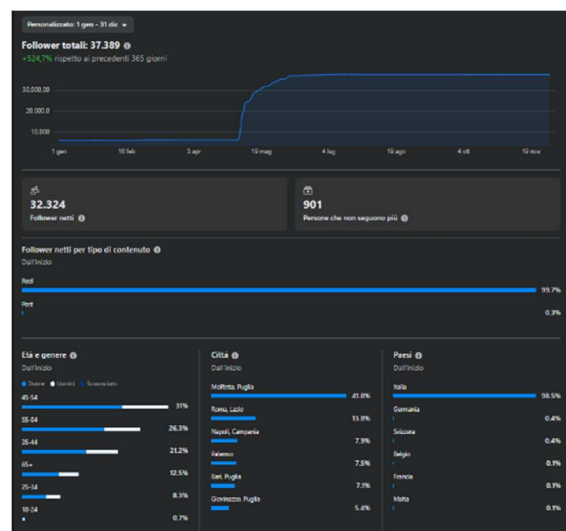 Personalizzato: 1 gen - 31 dic
Follower totali: 37.389
+524,7% rispetto ai precedenti 365 giorni
30.000,00
20.000,0
10.000
1 gen 18 feb 3 apr 19 mag 4 lug 19 ago 4 ott 19 nov
32.324
Follower netti
901
Persone che non seguono più
Follower netti per tipo di contenuto
Dall'inizio
Reel
99.7%
Post
0.3%
Età e genere
Dall'inizio
Donne Uomini Sconosciuto
45-54
31%
55-64
26.3%
35-44
21.2%
65+
12.5%
25-34
8.3%
18-24
0.7%
Città
Dall'inizio
Molfetta, Puglia
41.8%
Roma, Lazio
13.8%
Napoli, Campania
7.9%
Palermo
7.5%
Bari, Puglia
7.1%
Giovinazzo, Puglia
5.4%
Paesi
Dall'inizio
Italia
98.5%
Germania
0.4%
Svizzera
0.4%
Belgio
0.1%
Francia
0.1%
Malta
0.1%